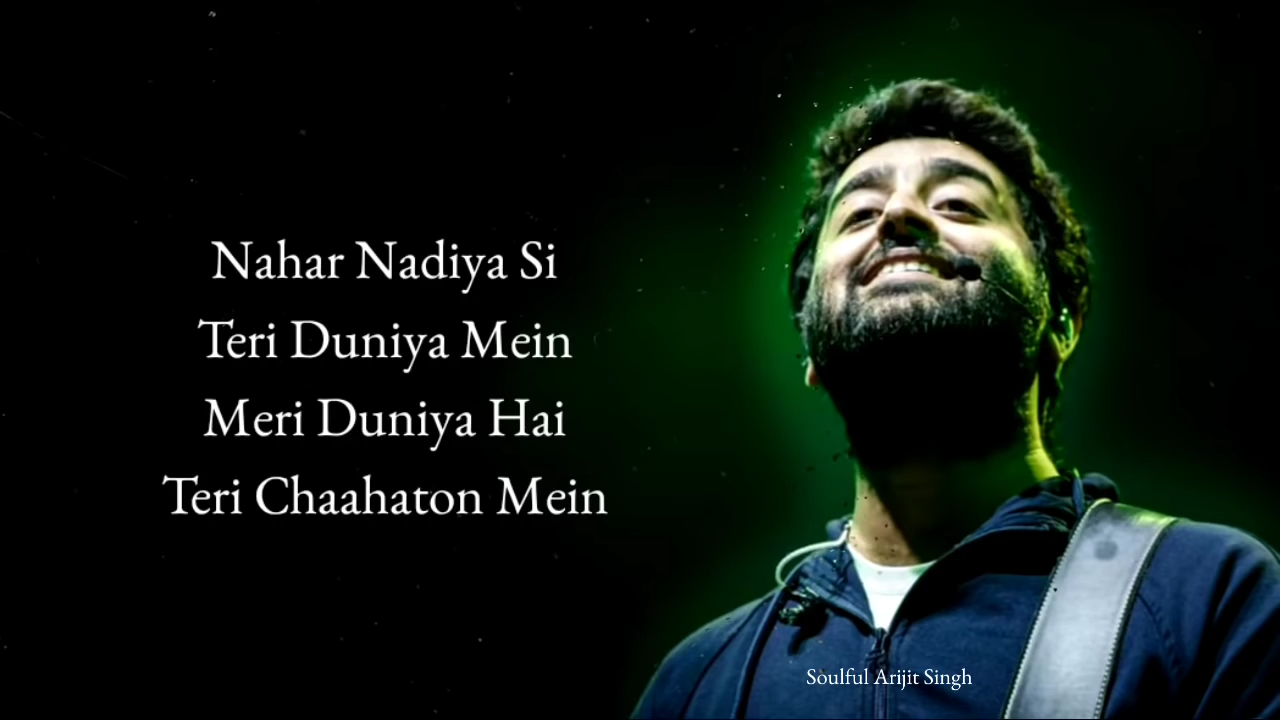 Nahar Nadiya Si
Teri Duniya Mein
Meri Duniya Hai
Teri Chaahaton Mein
Soulful Arijit Singh